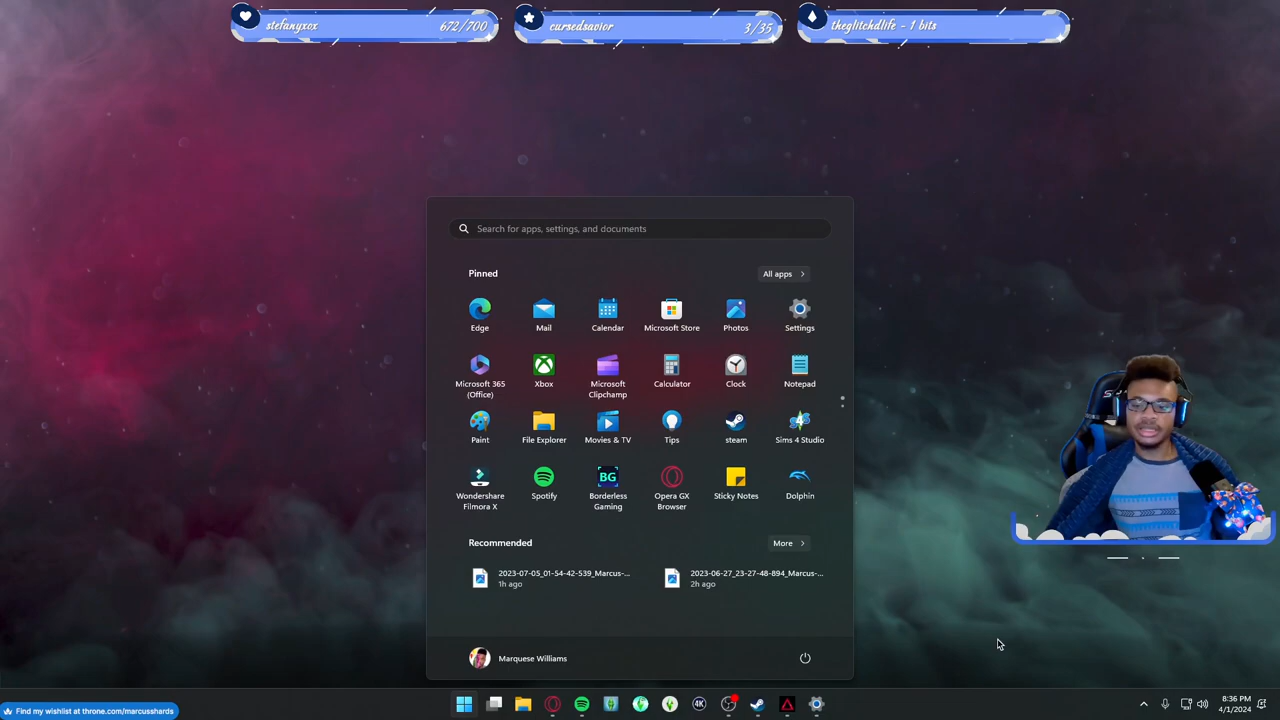 stefanyxox 672/700
cursedsavior 3/35
theglitchdlife - 1 bits
Search for apps, settings, and documents
Pinned
All apps
Edge
Mail
Calendar
Microsoft Store
Photos
Settings
Microsoft 365
(Office)
Xbox
Microsoft
Clipchamp
Calculator
Clock
Notepad
Paint
File Explorer
Movies & TV
Tips
steam
Sims 4 Studio
BG
Wondershare
Filmora X
Spotify
Borderless
Gaming
Opera GX
Browser
Sticky Notes
Dolphin
Recommended
More
2023-07-05_01-54-42-539_Marcus-...
1h ago
2023-06-27_23-27-48-894_Marcus-...
2h ago
Marquese Williams
Find my wishlist at throne.com/marcusshards
4K
8:36 PM
4/1/2024